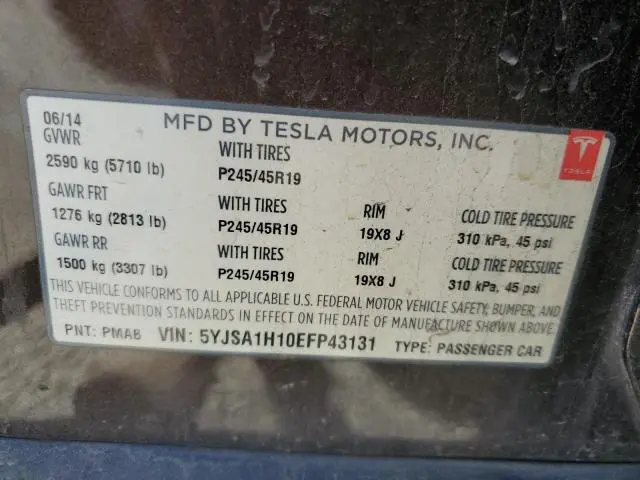 06/14 MFD BY TESLA MOTORS, INC.
GVWR WITH TIRES
2590 kg (5710 lb) P245/45R19
GAWR FRT WITH TIRES RIM COLD TIRE PRESSURE
1276 kg (2813 lb) P245/45R19 19X8 J 310 kPa, 45 psi
GAWR RR WITH TIRES RIM COLD TIRE PRESSURE
1500 kg (3307 lb) P245/45R19 19X8 J 310 kPa, 45 psi
THIS VEHICLE CONFORMS TO ALL APPLICABLE U.S. FEDERAL MOTOR VEHICLE SAFETY, BUMPER, AND
THEFT PREVENTION STANDARDS IN EFFECT ON THE DATE OF MANUFACTURE SHOWN ABOVE.
PNT: PMAB VIN: 5YJSA1H10EFP43131 TYPE: PASSENGER CAR
TESLA